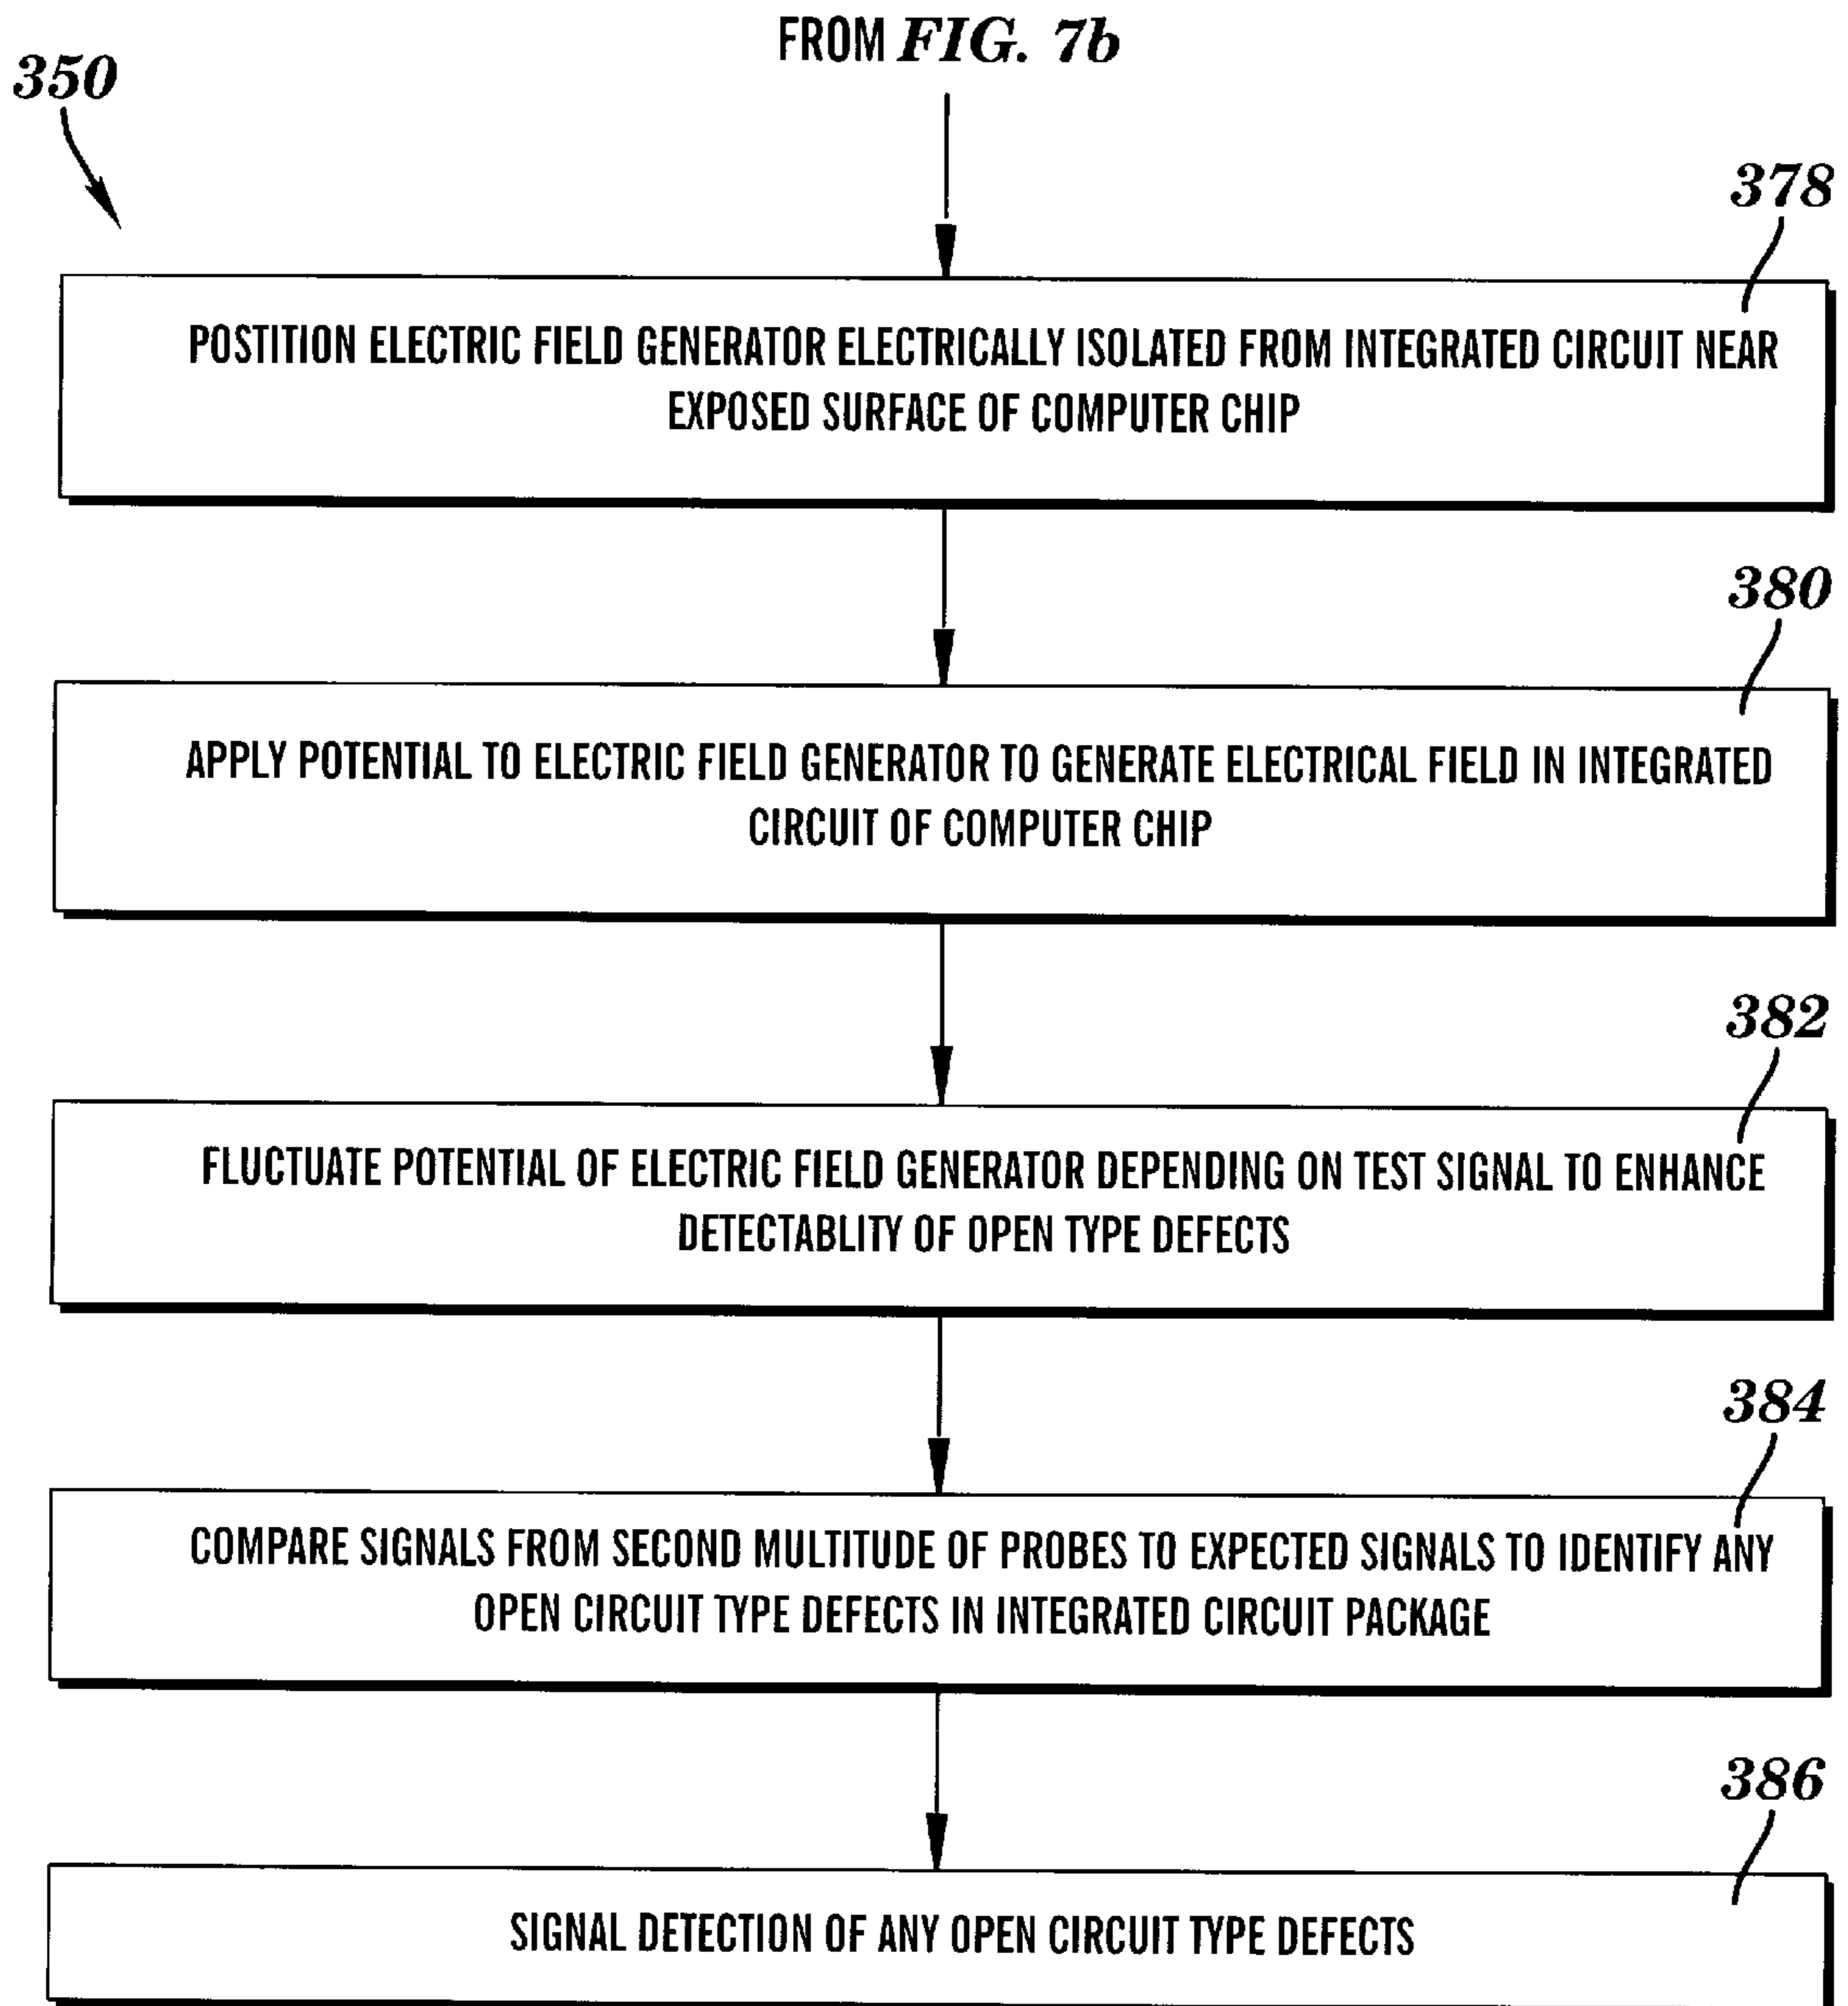 FROM FIG. 7b
350
378
POSTITION ELECTRIC FIELD GENERATOR ELECTRICALLY ISOLATED FROM INTEGRATED CIRCUIT NEAR
EXPOSED SURFACE OF COMPUTER CHIP
380
APPLY POTENTIAL TO ELECTRIC FIELD GENERATOR TO GENERATE ELECTRICAL FIELD IN INTEGRATED
CIRCUIT OF COMPUTER CHIP
382
FLUCTUATE POTENTIAL OF ELECTRIC FIELD GENERATOR DEPENDING ON TEST SIGNAL TO ENHANCE
DETECTABLITY OF OPEN TYPE DEFECTS
384
COMPARE SIGNALS FROM SECOND MULTITUDE OF PROBES TO EXPECTED SIGNALS TO IDENTIFY ANY
OPEN CIRCUIT TYPE DEFECTS IN INTEGRATED CIRCUIT PACKAGE
386
SIGNAL DETECTION OF ANY OPEN CIRCUIT TYPE DEFECTS